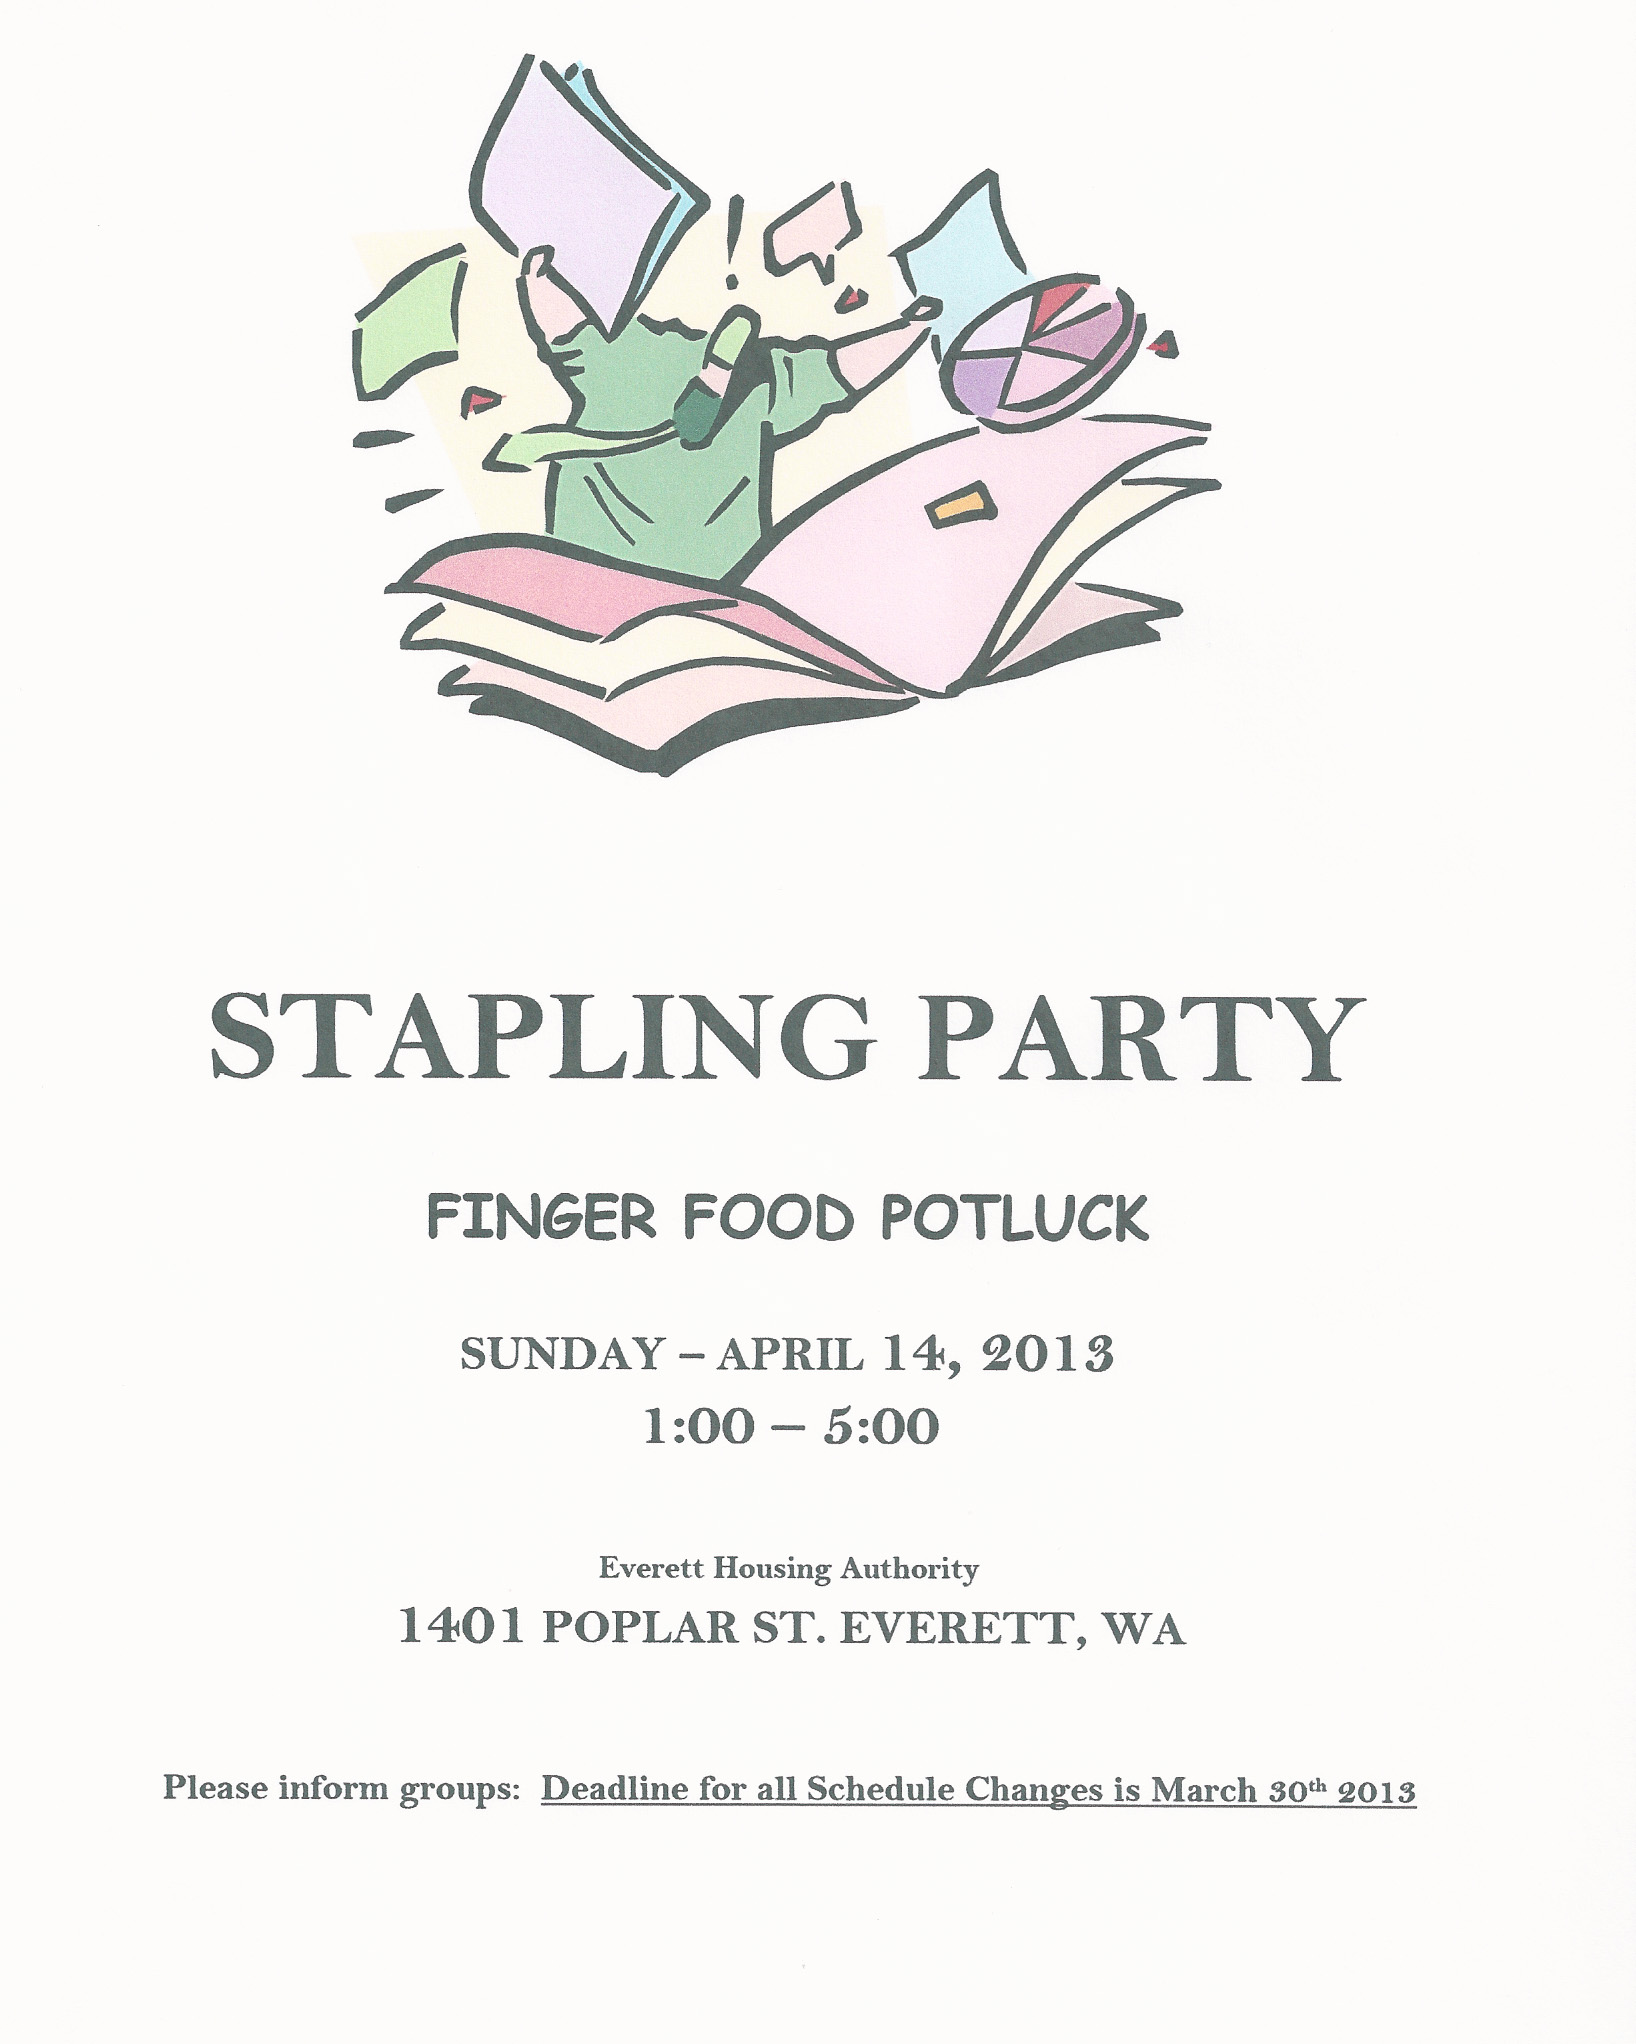 STAPLING PARTY
FINGER FOOD POTLUCK
SUNDAY – APRIL 14, 2013
1:00 – 5:00
Everett Housing Authority
1401 POPLAR ST. EVERETT, WA
Please inform groups: Deadline for all Schedule Changes is March 30th 2013